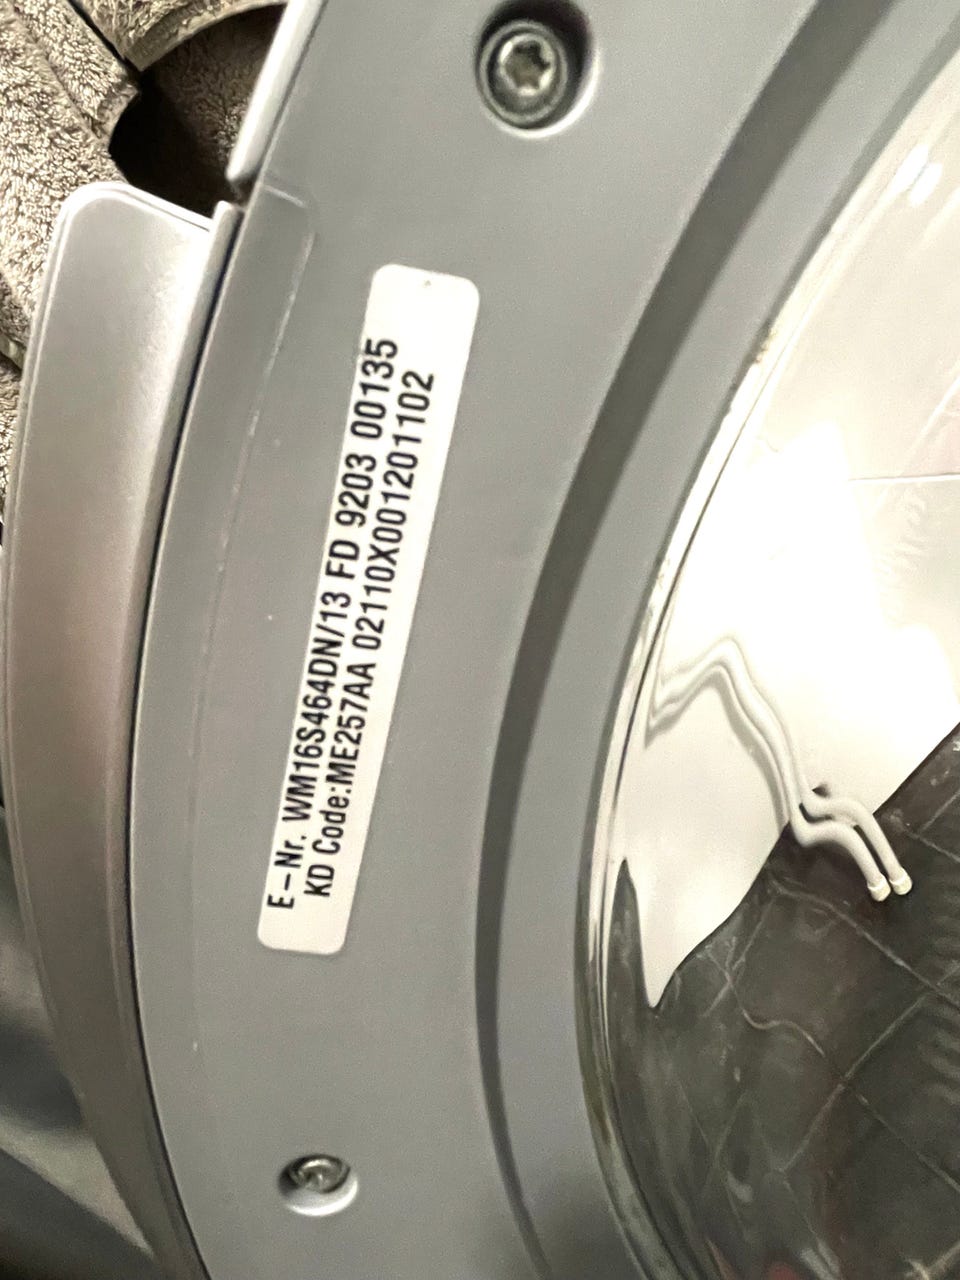 E-Nr. WM16S464DN/13 FD 9203 00135
KD Code:ME257AA 02110X001201102